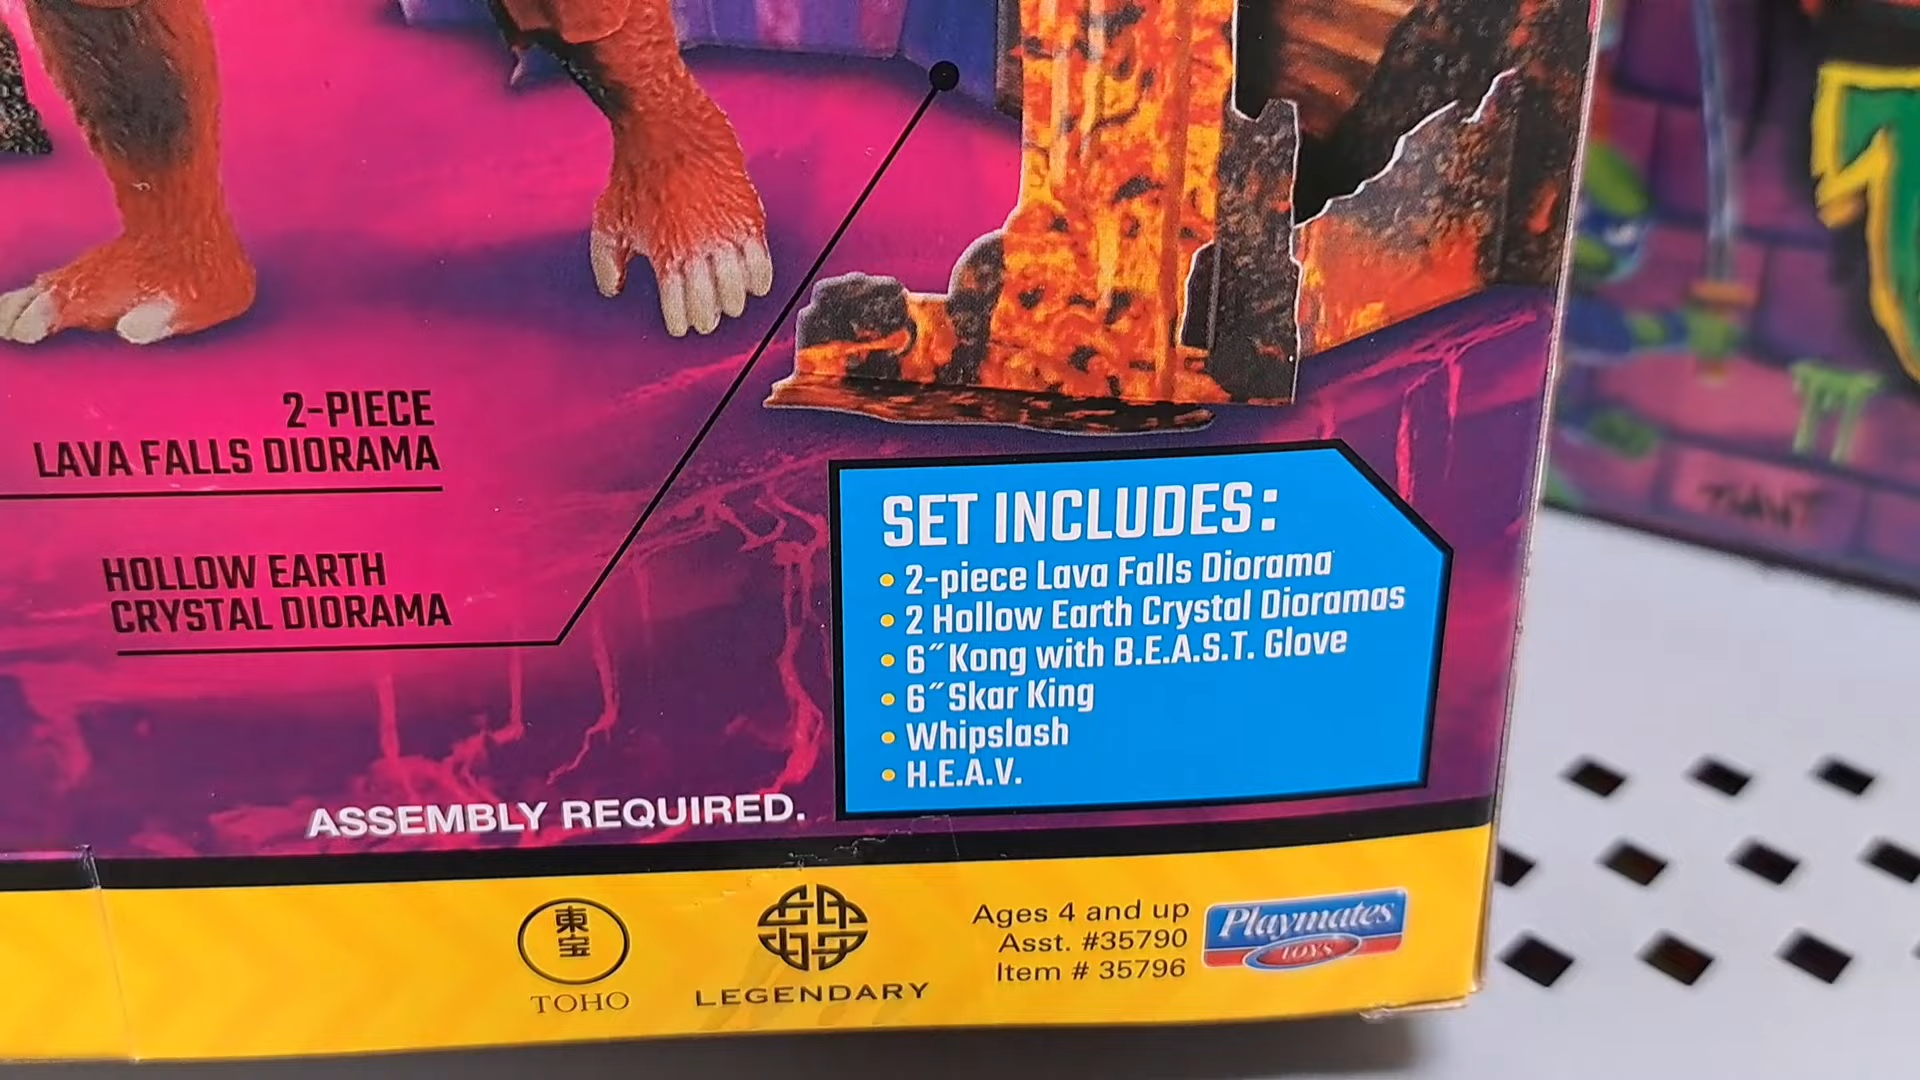 2-PIECE
LAVA FALLS DIORAMA
HOLLOW EARTH
CRYSTAL DIORAMA
SET INCLUDES:
• 2-piece Lava Falls Diorama
• 2 Hollow Earth Crystal Dioramas
• 6″ Kong with B.E.A.S.T. Glove
• 6″ Skar King
• Whipslash
• H.E.A.V.
ASSEMBLY REQUIRED.
東宝
TOHO
LEGENDARY
Ages 4 and up
Asst. #35790
Item # 35796
Playmates
TOYS